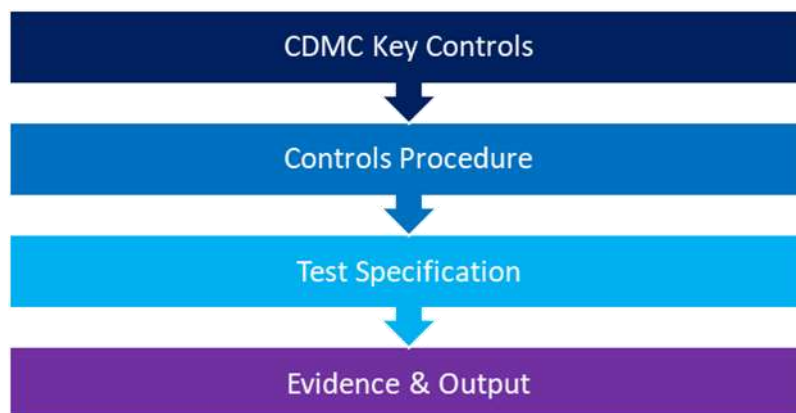 CDMC Key Controls
Controls Procedure
Test Specification
Evidence & Output